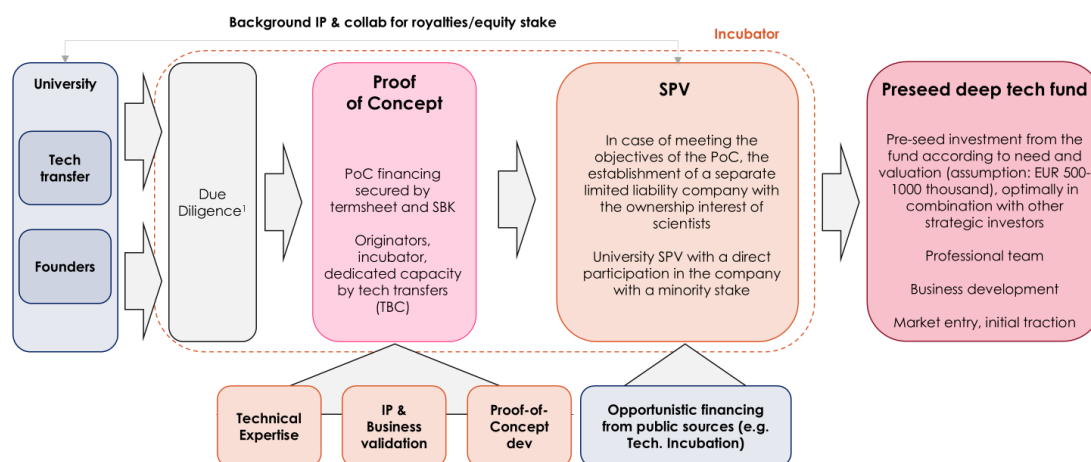 Background IP & collab for royalties/equity stake
Incubator
University
Tech
transfer
Founders
Due
Diligence1
Proof
of Concept
PoC financing
secured by
termsheet and SBK
Originators,
incubator,
dedicated capacity
by tech transfers
(TBC)
SPV
In case of meeting the
objectives of the PoC, the
establishment of a separate
limited liability company with
the ownership interest of
scientists
University SPV with a direct
participation in the company
with a minority stake
Preseed deep tech fund
Pre-seed investment from the
fund according to need and
valuation (assumption: EUR 500-
1000 thousand), optimally in
combination with other
strategic investors
Professional team
Business development
Market entry, initial traction
Technical
Expertise
IP &
Business
validation
Proof-of-
Concept
dev
Opportunistic financing
from public sources (e.g.
Tech. Incubation)